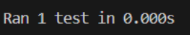 Ran 1 test in 0.000s